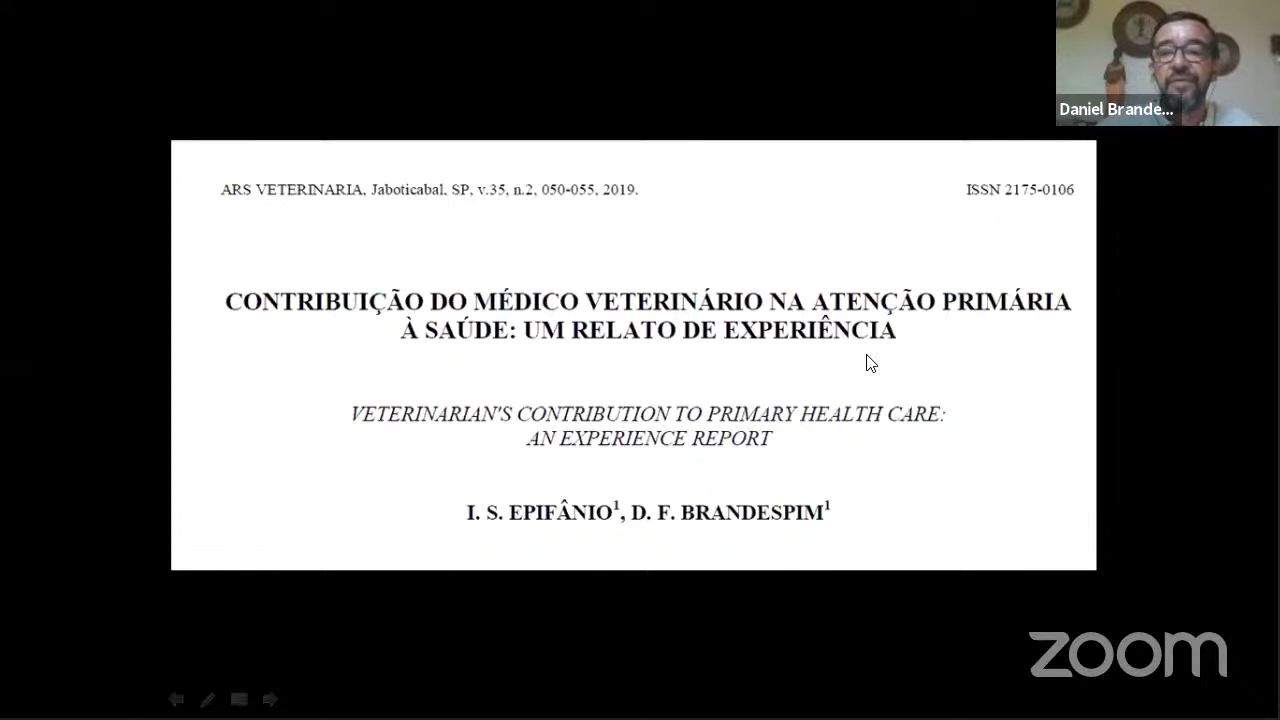 Daniel Brande...
ARS VETERINARIA, Jaboticabal, SP, v.35, n.2, 050-055, 2019. ISSN 2175-0106
CONTRIBUIÇÃO DO MÉDICO VETERINÁRIO NA ATENÇÃO PRIMÁRIA
À SAÚDE: UM RELATO DE EXPERIÊNCIA
VETERINARIAN'S CONTRIBUTION TO PRIMARY HEALTH CARE:
AN EXPERIENCE REPORT
I. S. EPIFÂNIO¹, D. F. BRANDESPIM¹
zoom